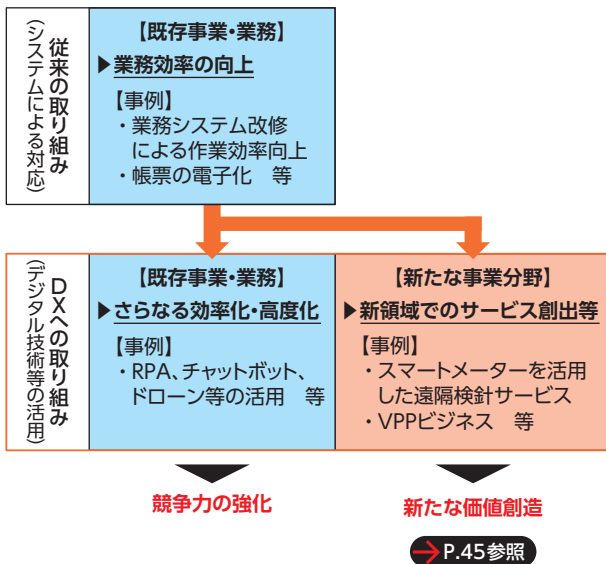 従来の取り組み
(システムによる対応)
【既存事業・業務】
▶業務効率の向上
【事例】
・業務システム改修
による作業効率向上
・帳票の電子化　等
DXへの取り組み
(デジタル技術等の活用)
【既存事業・業務】
▶さらなる効率化・高度化
【事例】
・RPA、チャットボット、
ドローン等の活用　等
【新たな事業分野】
▶新領域でのサービス創出等
【事例】
・スマートメーターを活用
した遠隔検針サービス
・VPPビジネス　等
競争力の強化
新たな価値創造
P.45参照